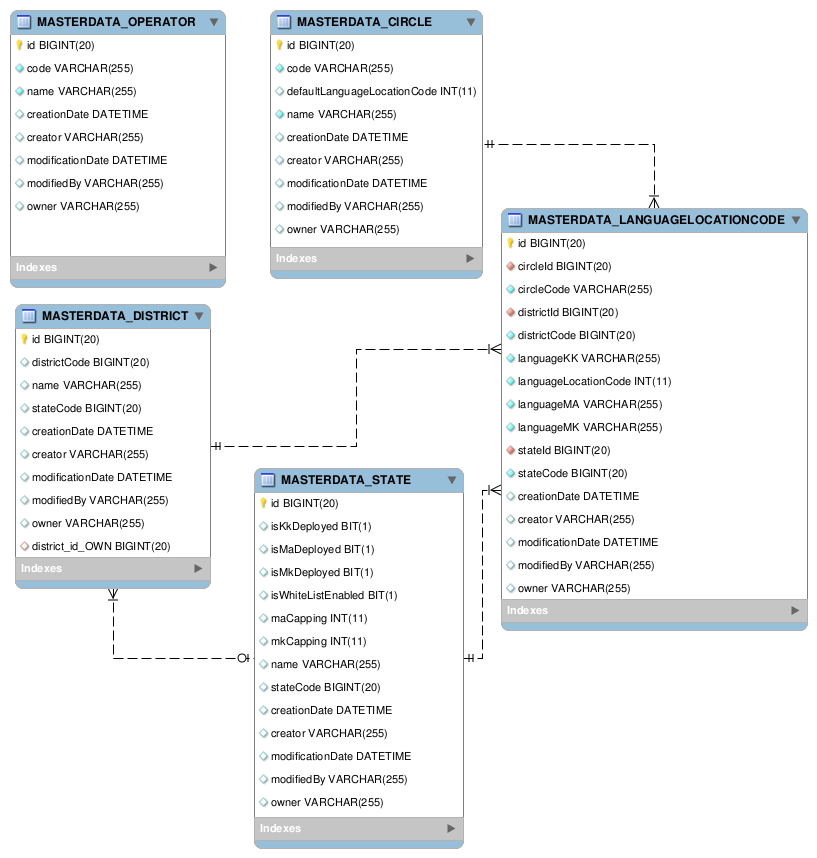 MASTERDATA_OPERATOR
id BIGINT(20)
code VARCHAR(255)
name VARCHAR(255)
creationDate DATETIME
creator VARCHAR(255)
modificationDate DATETIME
modifiedBy VARCHAR(255)
owner VARCHAR(255)
Indexes
MASTERDATA_CIRCLE
id BIGINT(20)
code VARCHAR(255)
defaultLanguageLocationCode INT(11)
name VARCHAR(255)
creationDate DATETIME
creator VARCHAR(255)
modificationDate DATETIME
modifiedBy VARCHAR(255)
owner VARCHAR(255)
Indexes
MASTERDATA_LANGUAGELOCATIONCODE
id BIGINT(20)
circleId BIGINT(20)
circleCode VARCHAR(255)
districtId BIGINT(20)
districtCode BIGINT(20)
languageKK VARCHAR(255)
languageLocationCode INT(11)
languageMA VARCHAR(255)
languageMK VARCHAR(255)
stateId BIGINT(20)
stateCode BIGINT(20)
creationDate DATETIME
creator VARCHAR(255)
modificationDate DATETIME
modifiedBy VARCHAR(255)
owner VARCHAR(255)
Indexes
MASTERDATA_DISTRICT
id BIGINT(20)
districtCode BIGINT(20)
name VARCHAR(255)
stateCode BIGINT(20)
creationDate DATETIME
creator VARCHAR(255)
modificationDate DATETIME
modifiedBy VARCHAR(255)
owner VARCHAR(255)
district_id_OWN BIGINT(20)
Indexes
MASTERDATA_STATE
id BIGINT(20)
isKkDeployed BIT(1)
isMaDeployed BIT(1)
isMkDeployed BIT(1)
isWhiteListEnabled BIT(1)
maCapping INT(11)
mkCapping INT(11)
name VARCHAR(255)
stateCode BIGINT(20)
creationDate DATETIME
creator VARCHAR(255)
modificationDate DATETIME
modifiedBy VARCHAR(255)
owner VARCHAR(255)
Indexes